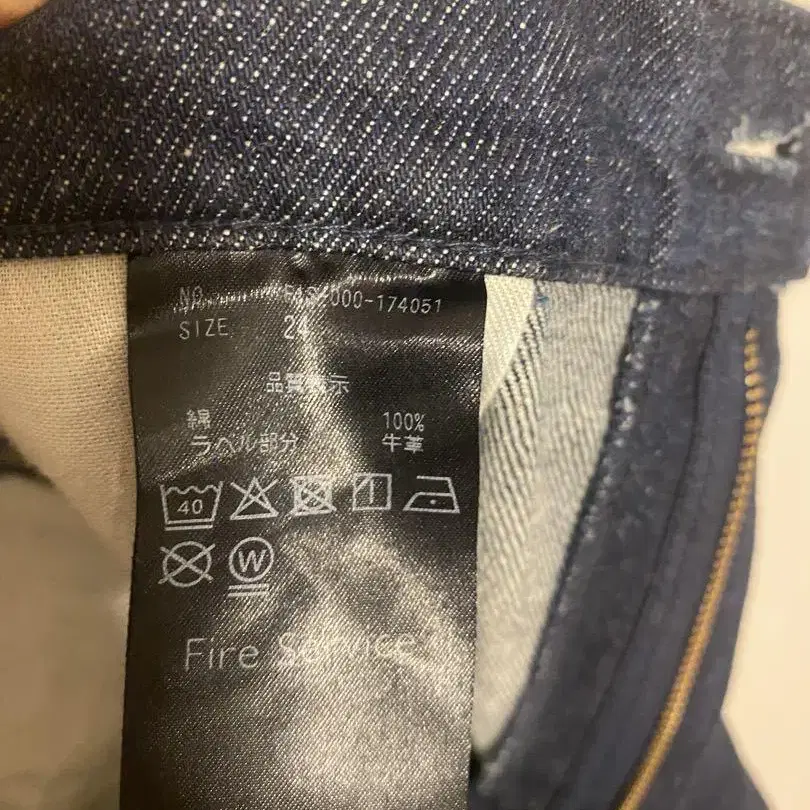 NO.
-174051
SIZE 24
品質表示
綿 100%
ラベル部分 牛革
40
W
Fire Service